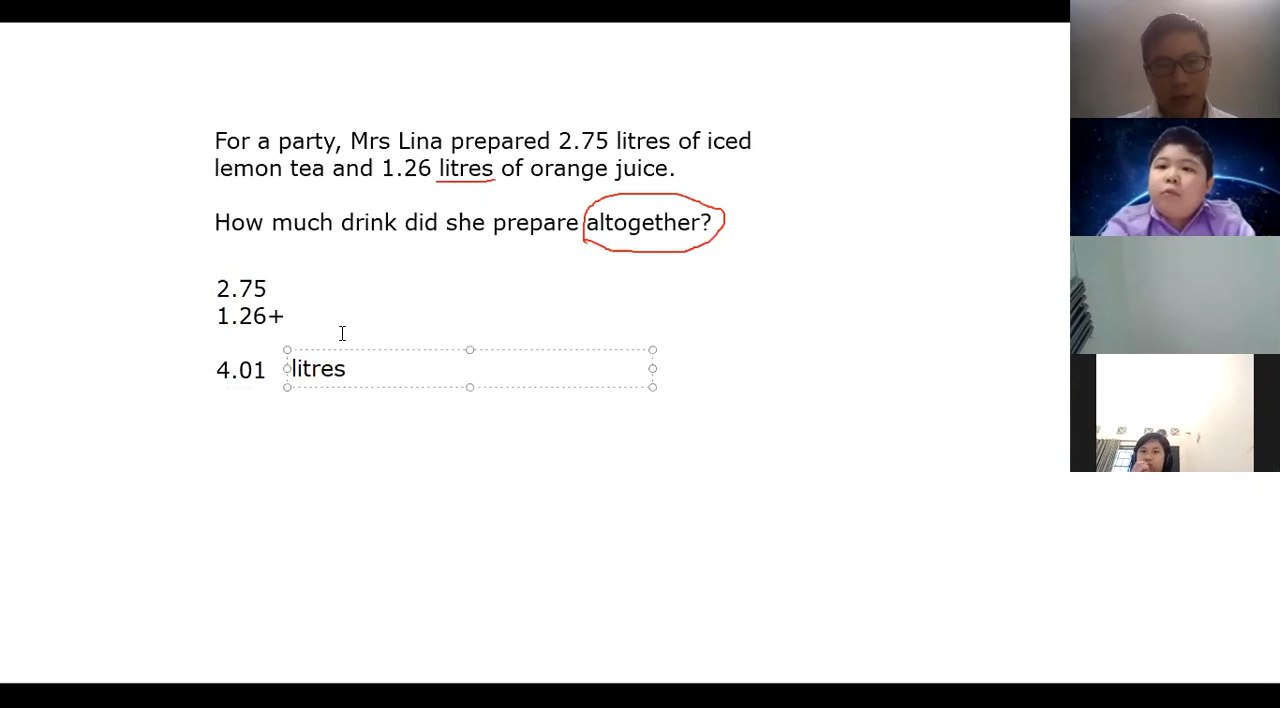 For a party, Mrs Lina prepared 2.75 litres of iced
lemon tea and 1.26 litres of orange juice.
How much drink did she prepare altogether?
2.75
1.26+
4.01 litres